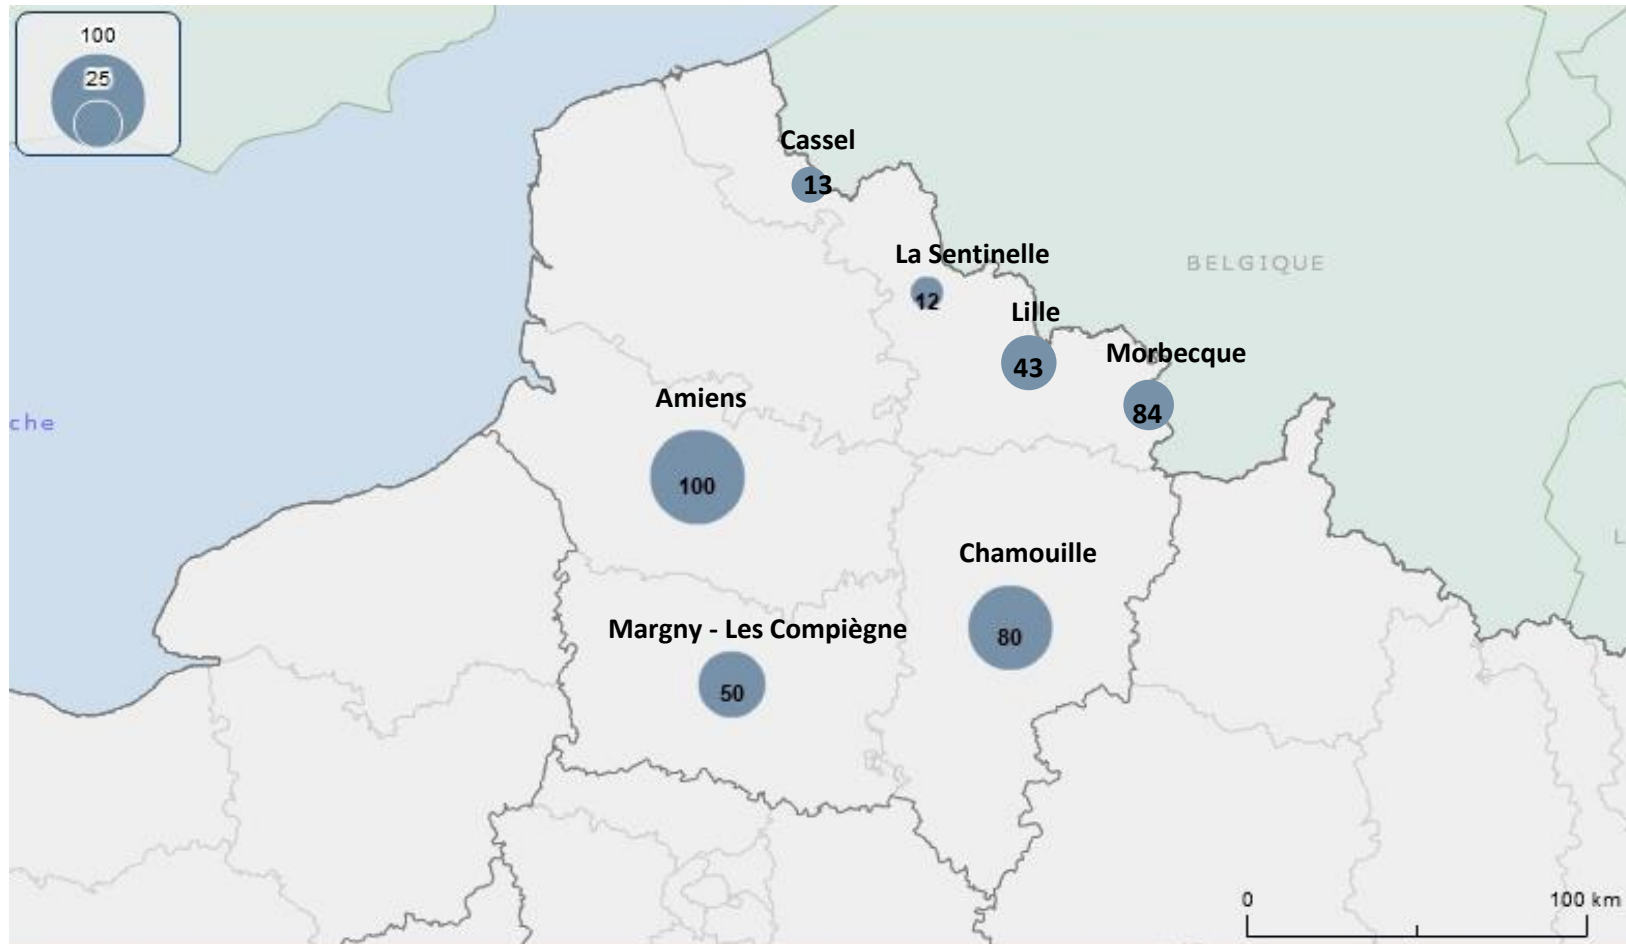 100
25
Cassel
13
La Sentinelle
BELGIQUE
12
Lille
43
Morbecque
84
Amiens
che
100
Chamouille
80
L
Margny - Les Compiègne
50
0 100 km